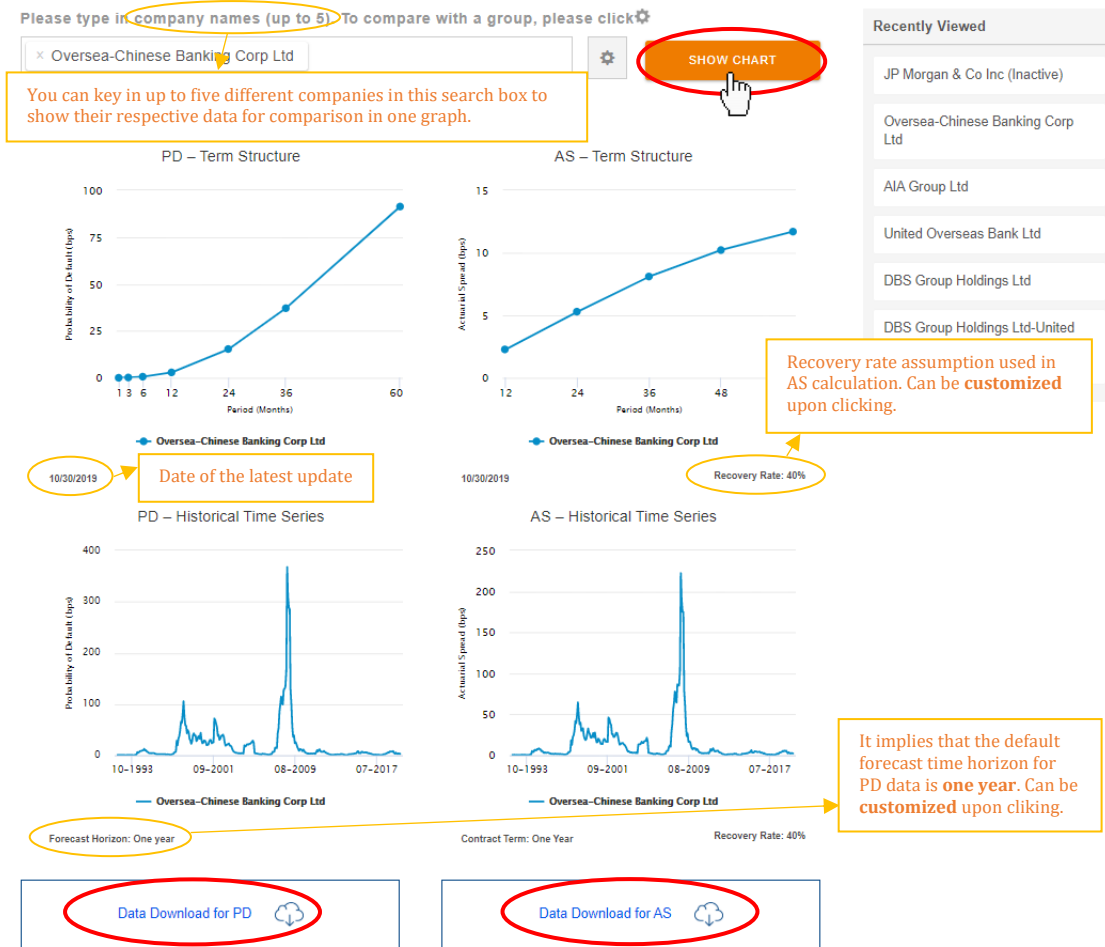 Please type in company names (up to 5). To compare with a group, please click
× Oversea-Chinese Banking Corp Ltd
SHOW CHART
You can key in up to five different companies in this search box to
show their respective data for comparison in one graph.
Recently Viewed
JP Morgan & Co Inc (Inactive)
Oversea-Chinese Banking Corp
Ltd
AIA Group Ltd
United Overseas Bank Ltd
DBS Group Holdings Ltd
DBS Group Holdings Ltd-United
PD – Term Structure
Probability of Default (bps)
100
75
50
25
0
1 3 6 12 24 36 60
Period (Months)
Oversea-Chinese Banking Corp Ltd
10/30/2019
Date of the latest update
AS – Term Structure
Actuarial Spread (bps)
15
10
5
0
12 24 36 48
Period (Months)
Oversea-Chinese Banking Corp Ltd
10/30/2019
Recovery Rate: 40%
Recovery rate assumption used in
AS calculation. Can be customized
upon clicking.
PD – Historical Time Series
Probability of Default (bps)
400
300
200
100
0
10-1993 09-2001 08-2009 07-2017
Oversea-Chinese Banking Corp Ltd
Forecast Horizon: One year
AS – Historical Time Series
Actuarial Spread (bps)
250
200
150
100
50
0
10-1993 09-2001 08-2009 07-2017
Oversea-Chinese Banking Corp Ltd
Contract Term: One Year
Recovery Rate: 40%
It implies that the default
forecast time horizon for
PD data is one year. Can be
customized upon cliking.
Data Download for PD
Data Download for AS